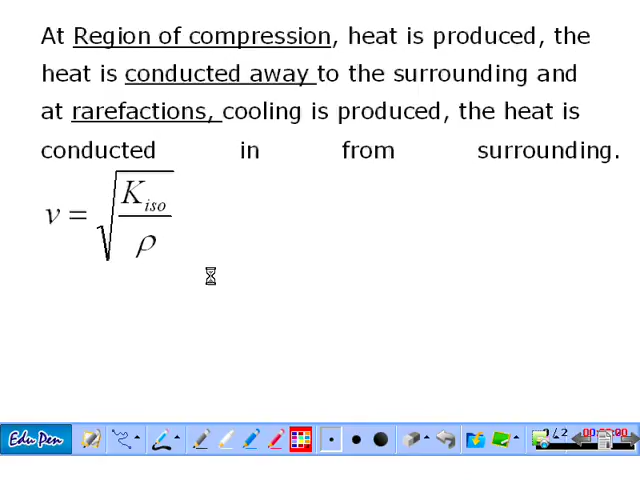 At Region of compression, heat is produced, the
heat is conducted away to the surrounding and
at rarefactions, cooling is produced, the heat is
conducted in from surrounding.
v = √(K_iso / ρ)
Edu Pen